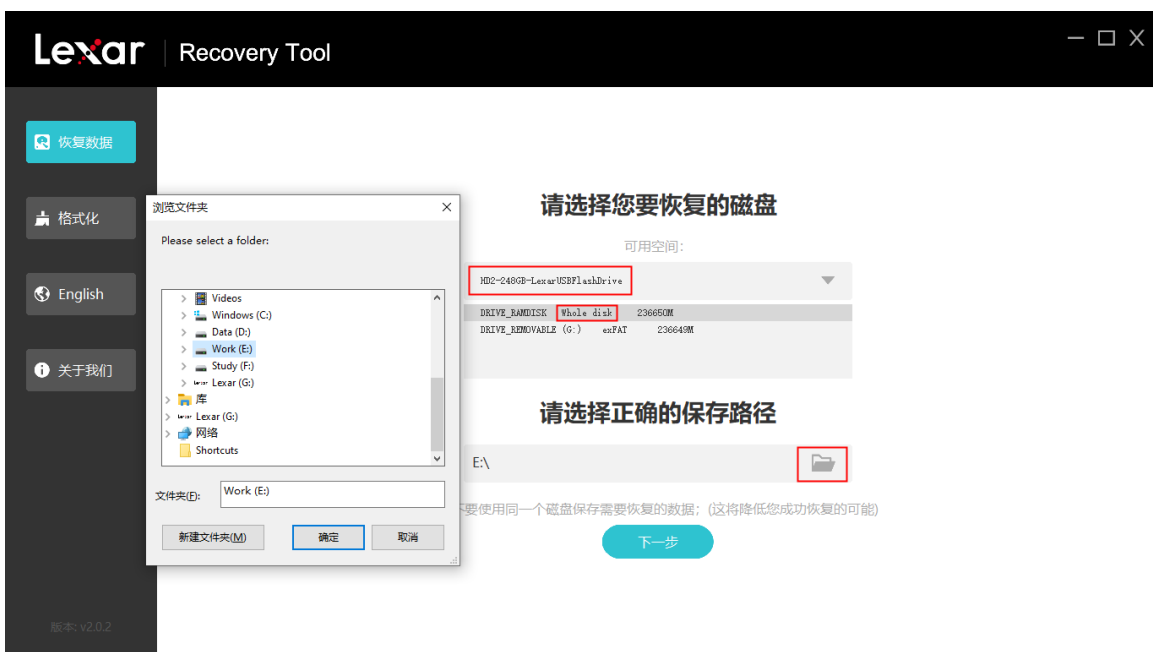 Lexar Recovery Tool
恢复数据
格式化
English
关于我们
版本: v2.0.2
浏览文件夹
Please select a folder:
Videos
Windows (C:)
Data (D:)
Work (E:)
Study (F:)
Lexar (G:)
库
Lexar (G:)
网络
Shortcuts
文件夹(F): Work (E:)
新建文件夹(M) 确定 取消
请选择您要恢复的磁盘
可用空间:
HD2-248GB-LexarUSBFlashDrive
DRIVE_RAMDISK Whole disk 236650M
DRIVE_REMOVABLE (G:) exFAT 236649M
请选择正确的保存路径
E:\
要使用同一个磁盘保存需要恢复的数据; (这将降低您成功恢复的可能)
下一步